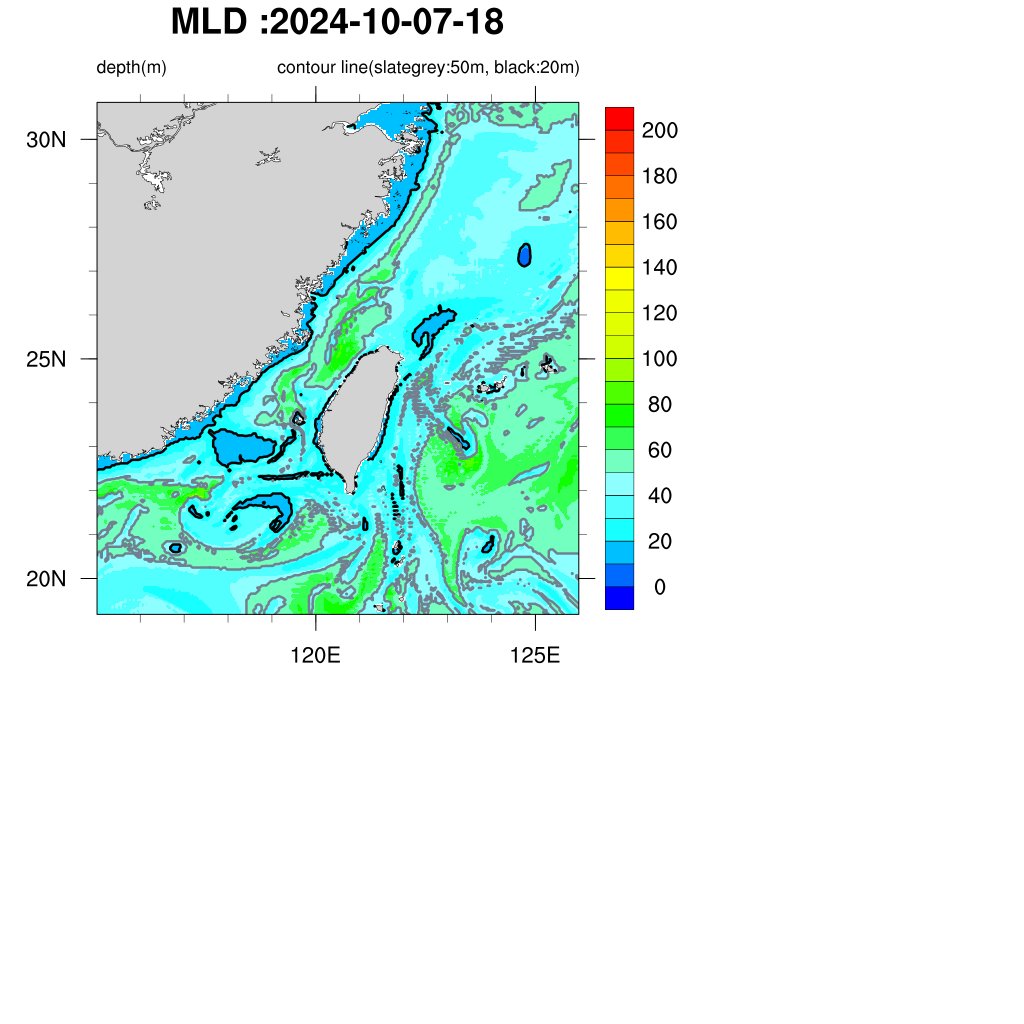 MLD :2024-10-07-18
depth(m)
contour line(slategrey:50m, black:20m)
30N
25N
20N
120E
125E
200
180
160
140
120
100
80
60
40
20
0